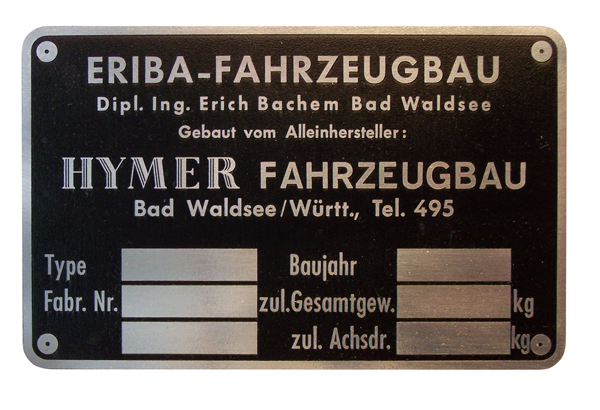 ERIBA-FAHRZEUGBAU
Dipl. Ing. Erich Bachem Bad Waldsee
Gebaut vom Alleinhersteller:
HYMER FAHRZEUGBAU
Bad Waldsee/Württ., Tel. 495
Type Baujahr
Fabr. Nr. zul.Gesamtgew. kg
zul. Achsdr. kg